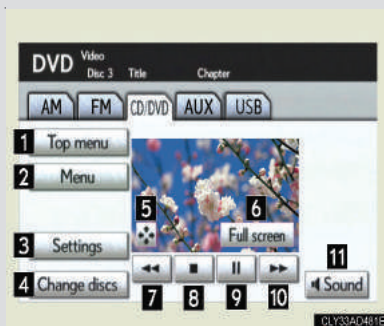 DVD Video
Disc 3 Title Chapter
AM FM CD/DVD AUX USB
1 Top menu
2 Menu
5 6
Full screen
3 Settings
11
4 Change discs
Sound
7 8 9 10
CLY33AD481E